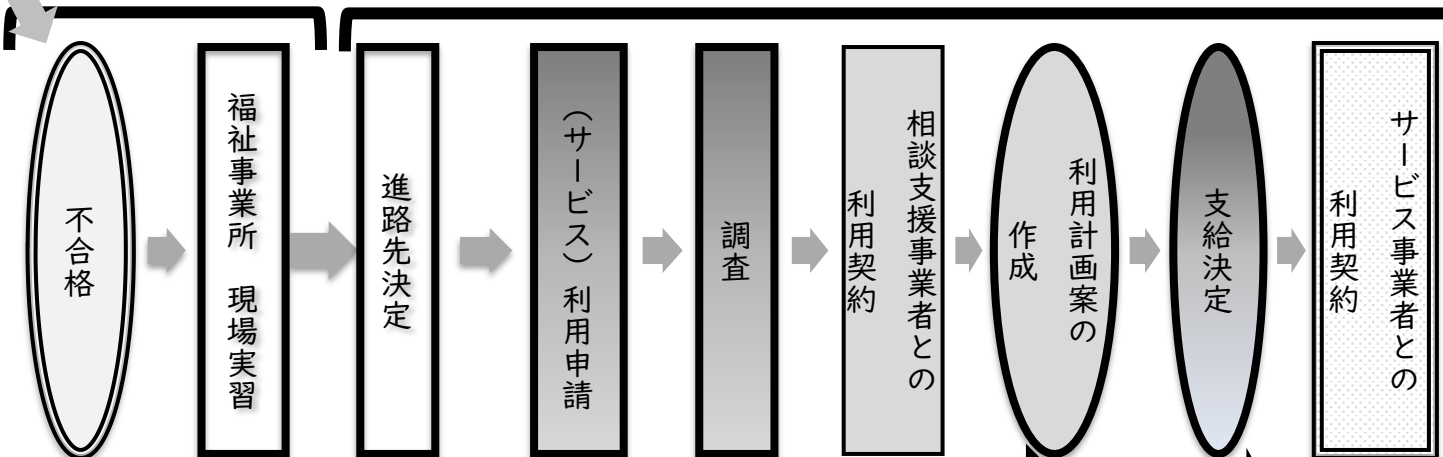 不合格
福祉事業所　現場実習
進路先決定
（サービス）利用申請
調査
相談支援事業者との
利用契約
利用計画案の
作成
支給決定
サービス事業者との
利用契約